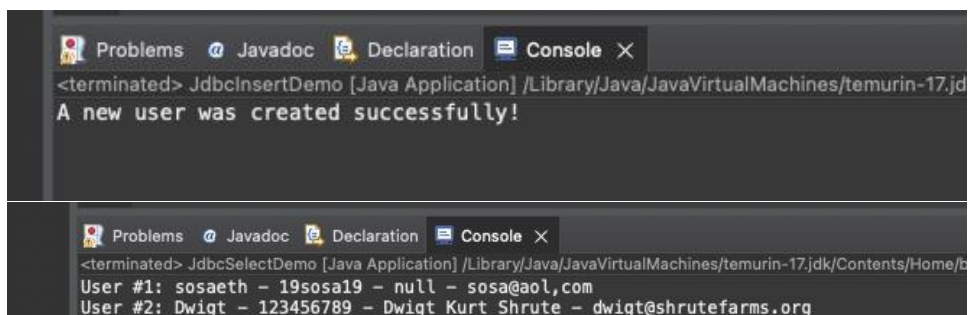 Problems @ Javadoc Declaration Console ×
<terminated> JdbcInsertDemo [Java Application] /Library/Java/JavaVirtualMachines/temurin-17.jd
A new user was created successfully!
Problems @ Javadoc Declaration Console ×
<terminated> JdbcSelectDemo [Java Application] /Library/Java/JavaVirtualMachines/temurin-17.jdk/Contents/Home/b
User #1: sosaeth - 19sosa19 - null - sosa@aol,com
User #2: Dwigt - 123456789 - Dwigt Kurt Shrute - dwigt@shrutefarms.org